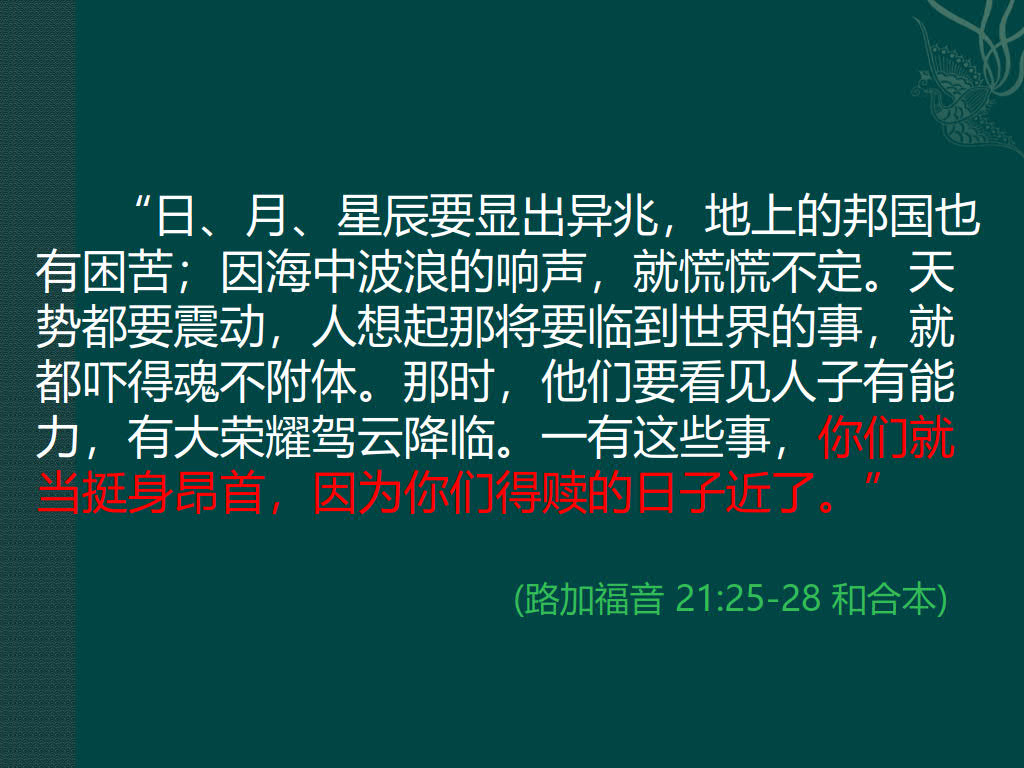 “日、月、星辰要显出异兆，地上的邦国也
有困苦；因海中波浪的响声，就慌慌不定。天
势都要震动，人想起那将要临到世界的事，就
都吓得魂不附体。那时，他们要看见人子有能
力，有大荣耀驾云降临。一有这些事，你们就
当挺身昂首，因为你们得赎的日子近了。”
(路加福音 21:25-28 和合本)